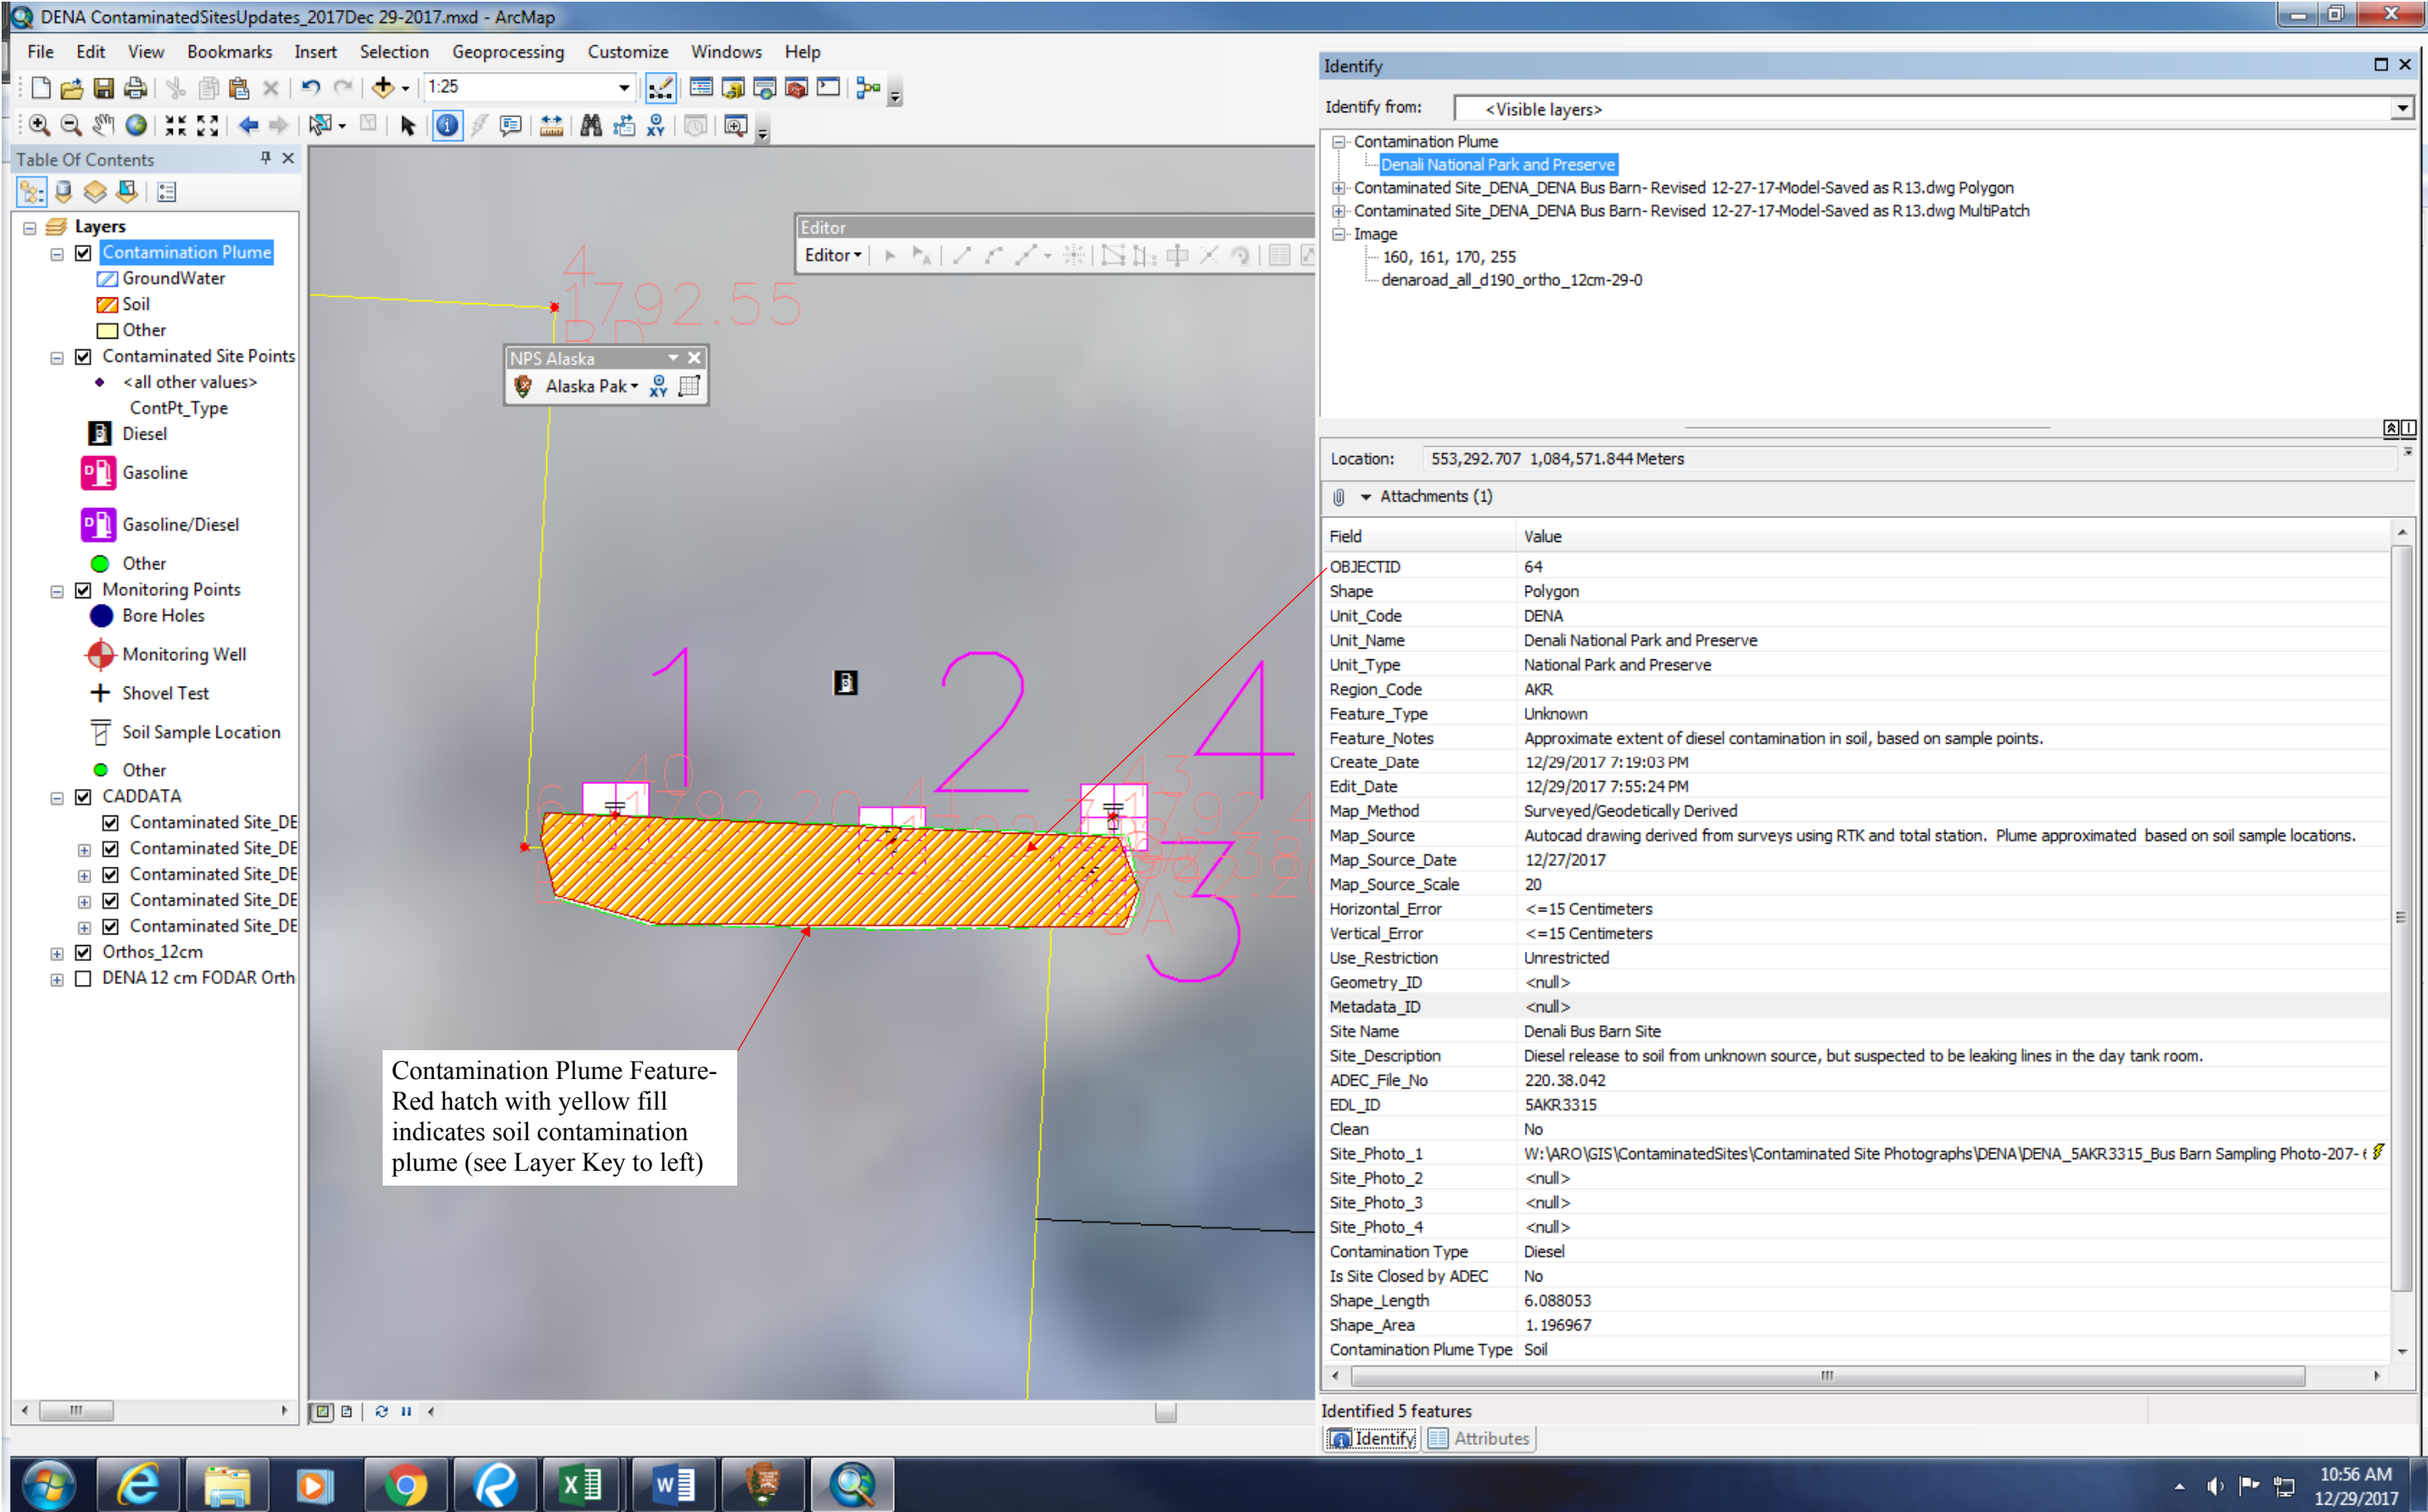 DENA ContaminatedSitesUpdates_2017Dec 29-2017.mxd - ArcMap
File Edit View Bookmarks Insert Selection Geoprocessing Customize Windows Help
1:25
Table Of Contents
Layers
Contamination Plume
GroundWater
Soil
Other
Contaminated Site Points
<all other values>
ContPt_Type
Diesel
Gasoline
Gasoline/Diesel
Other
Monitoring Points
Bore Holes
Monitoring Well
Shovel Test
Soil Sample Location
Other
CADDATA
Contaminated Site_DE
Contaminated Site_DE
Contaminated Site_DE
Contaminated Site_DE
Contaminated Site_DE
Orthos_12cm
DENA 12 cm FODAR Orth
Editor
Editor
4
1792.55
NPS Alaska
Alaska Pak
1
2
4
3
40
1792.20
43
Contamination Plume Feature-
Red hatch with yellow fill
indicates soil contamination
plume (see Layer Key to left)
Identify
Identify from: <Visible layers>
Contamination Plume
Denali National Park and Preserve
Contaminated Site_DENA_DENA Bus Barn- Revised 12-27-17-Model-Saved as R13.dwg Polygon
Contaminated Site_DENA_DENA Bus Barn- Revised 12-27-17-Model-Saved as R13.dwg MultiPatch
Image
160, 161, 170, 255
denaroad_all_d190_ortho_12cm-29-0
Location: 553,292.707 1,084,571.844 Meters
Attachments (1)
Field Value
OBJECTID 64
Shape Polygon
Unit_Code DENA
Unit_Name Denali National Park and Preserve
Unit_Type National Park and Preserve
Region_Code AKR
Feature_Type Unknown
Feature_Notes Approximate extent of diesel contamination in soil, based on sample points.
Create_Date 12/29/2017 7:19:03 PM
Edit_Date 12/29/2017 7:55:24 PM
Map_Method Surveyed/Geodetically Derived
Map_Source Autocad drawing derived from surveys using RTK and total station. Plume approximated based on soil sample locations.
Map_Source_Date 12/27/2017
Map_Source_Scale 20
Horizontal_Error <=15 Centimeters
Vertical_Error <=15 Centimeters
Use_Restriction Unrestricted
Geometry_ID <null>
Metadata_ID <null>
Site Name Denali Bus Barn Site
Site_Description Diesel release to soil from unknown source, but suspected to be leaking lines in the day tank room.
ADEC_File_No 220.38.042
EDL_ID 5AKR3315
Clean No
Site_Photo_1 W:\ARO\GIS\ContaminatedSites\Contaminated Site Photographs\DENA\DENA_5AKR3315_Bus Barn Sampling Photo-207-
Site_Photo_2 <null>
Site_Photo_3 <null>
Site_Photo_4 <null>
Contamination Type Diesel
Is Site Closed by ADEC No
Shape_Length 6.088053
Shape_Area 1.196967
Contamination Plume Type Soil
Identified 5 features
Identify Attributes
10:56 AM
12/29/2017